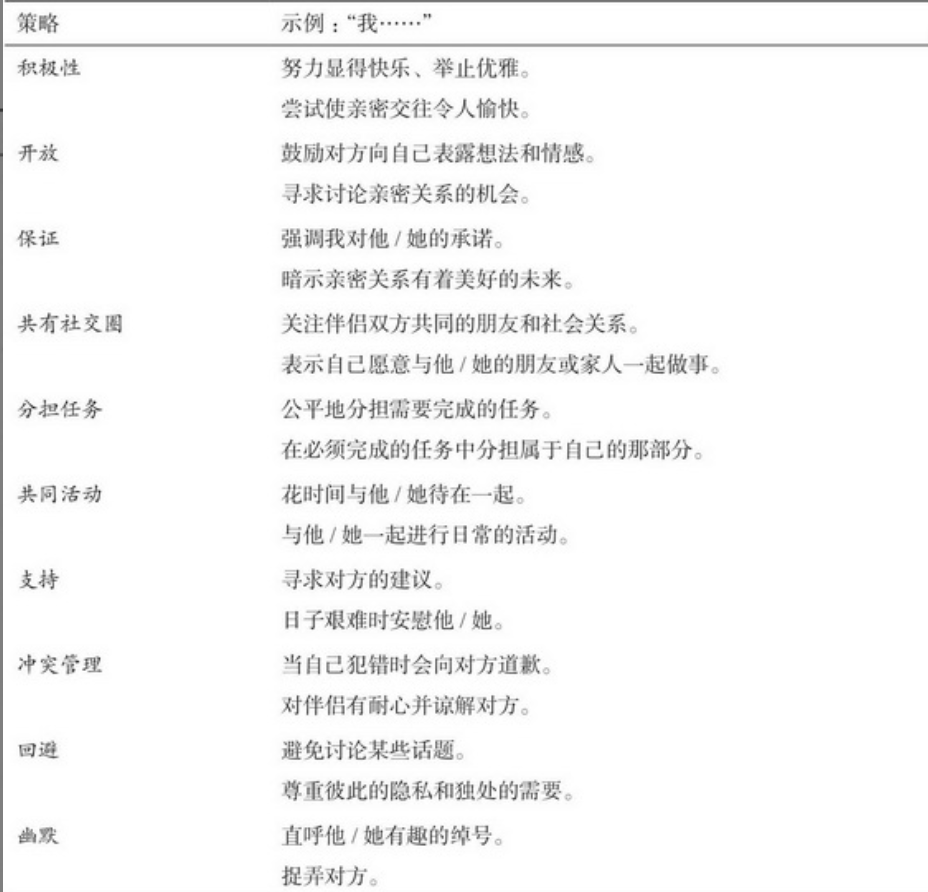 策略 示例：“我……”
积极性 努力显得快乐、举止优雅。
尝试使亲密交往令人愉快。
开放 鼓励对方向自己表露想法和情感。
寻求讨论亲密关系的机会。
保证 强调我对他 / 她的承诺。
暗示亲密关系有着美好的未来。
共有社交圈 关注伴侣双方共同的朋友和社会关系。
表示自己愿意与他 / 她的朋友或家人一起做事。
分担任务 公平地分担需要完成的任务。
在必须完成的任务中分担属于自己的那部分。
共同活动 花时间与他 / 她待在一起。
与他 / 她一起进行日常的活动。
支持 寻求对方的建议。
日子艰难时安慰他 / 她。
冲突管理 当自己犯错时会向对方道歉。
对伴侣有耐心并谅解对方。
回避 避免讨论某些话题。
尊重彼此的隐私和独处的需要。
幽默 直呼他 / 她有趣的绰号。
捉弄对方。